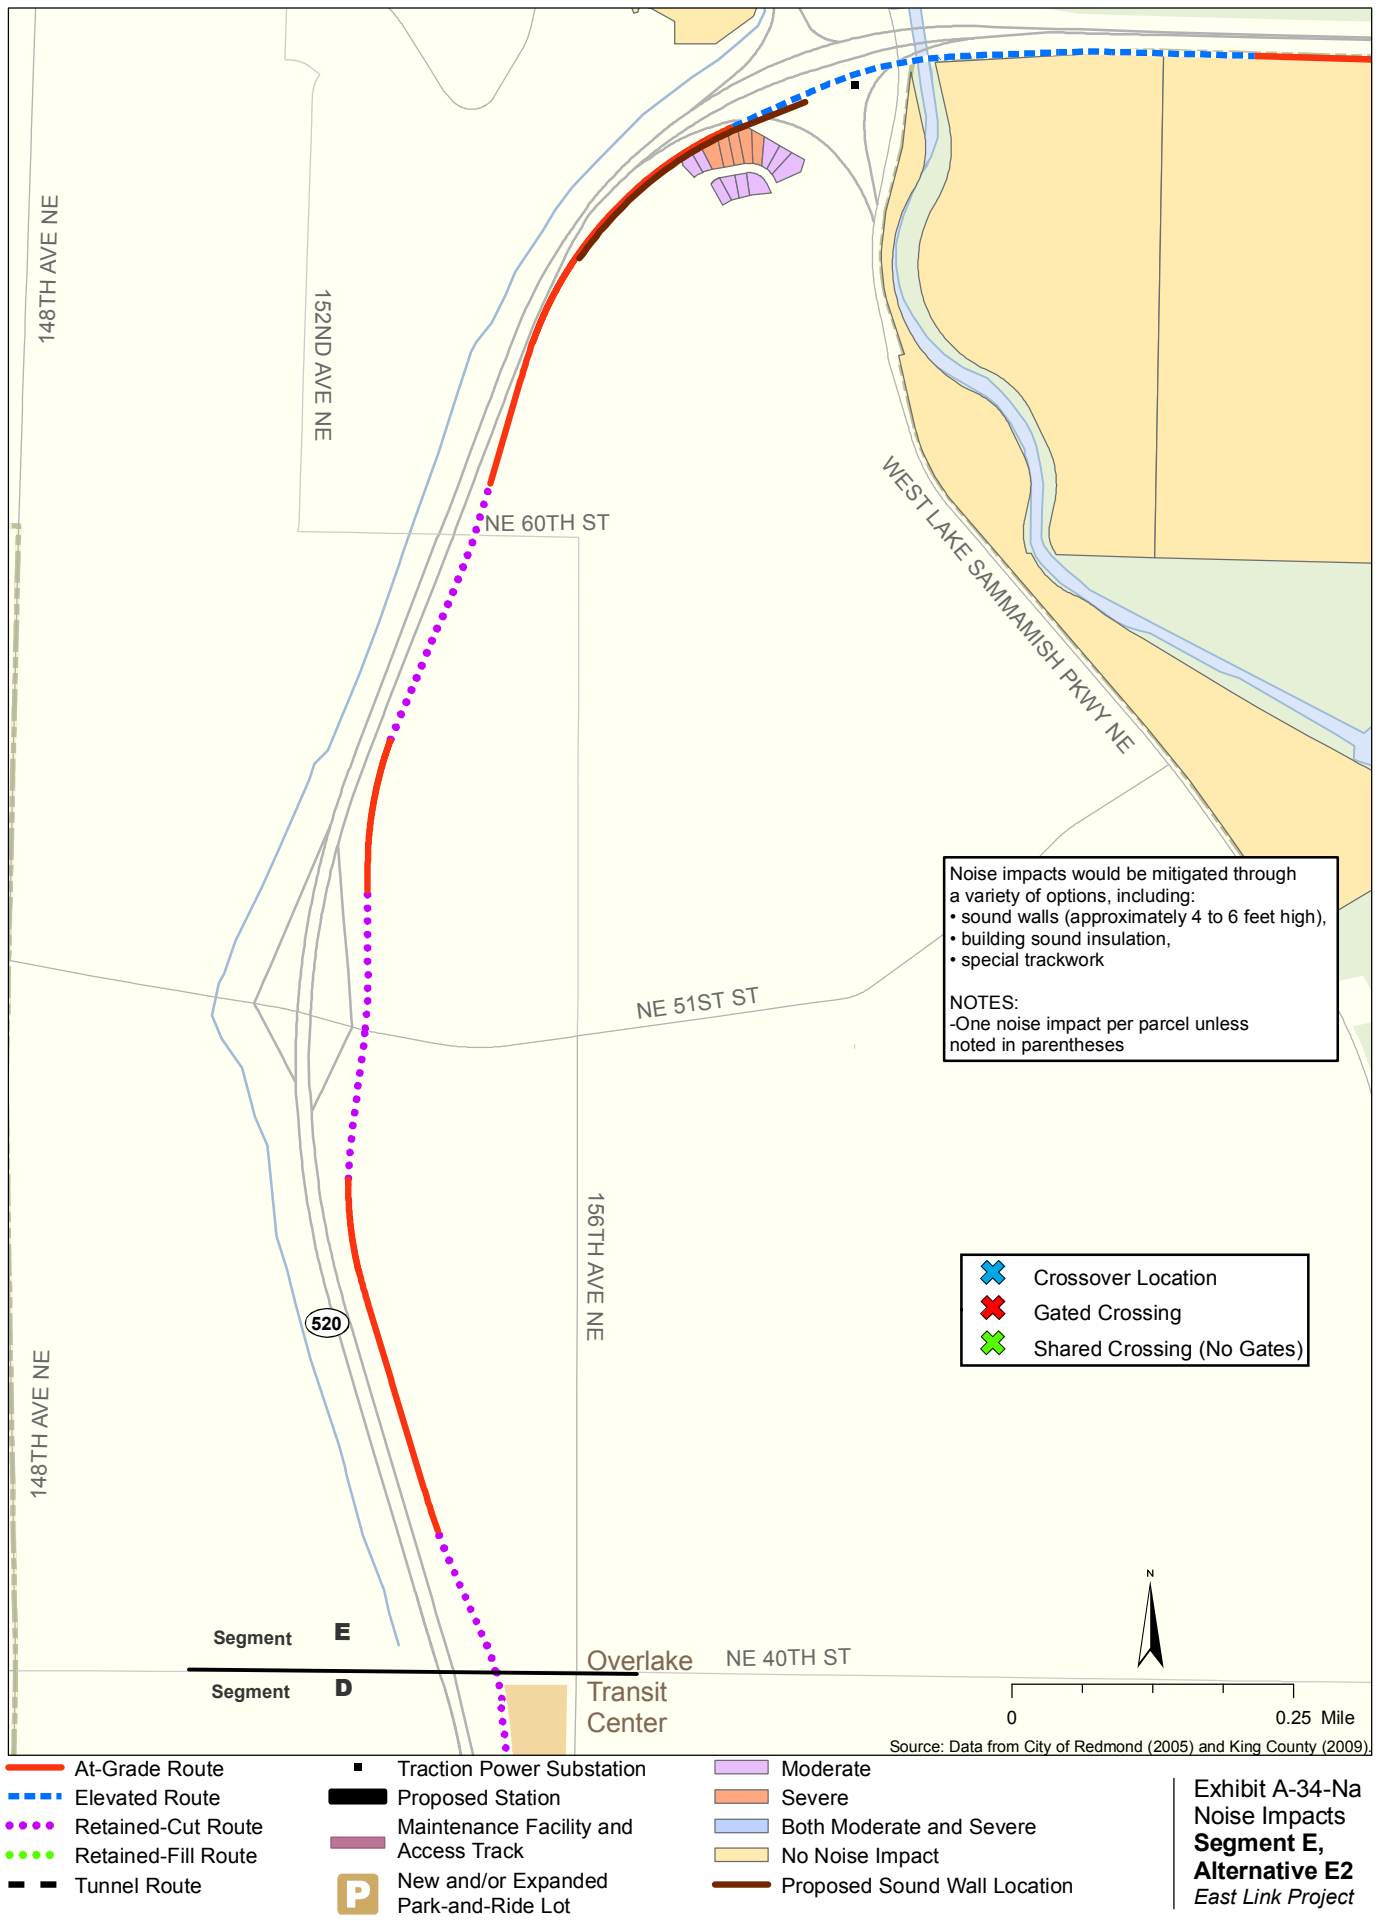 148TH AVE NE
152ND AVE NE
NE 60TH ST
WEST LAKE SAMMAMISH PKWY NE
Noise impacts would be mitigated through
a variety of options, including:
• sound walls (approximately 4 to 6 feet high),
• building sound insulation,
• special trackwork
NOTES:
-One noise impact per parcel unless
noted in parentheses
NE 51ST ST
156TH AVE NE
Crossover Location
Gated Crossing
Shared Crossing (No Gates)
520
148TH AVE NE
N
Segment E
Segment D
Overlake
Transit
Center
NE 40TH ST
0 0.25 Mile
Source: Data from City of Redmond (2005) and King County (2009).
At-Grade Route
Elevated Route
Retained-Cut Route
Retained-Fill Route
Tunnel Route
Traction Power Substation
Proposed Station
Maintenance Facility and
Access Track
P
New and/or Expanded
Park-and-Ride Lot
Moderate
Severe
Both Moderate and Severe
No Noise Impact
Proposed Sound Wall Location
Exhibit A-34-Na
Noise Impacts
Segment E,
Alternative E2
East Link Project